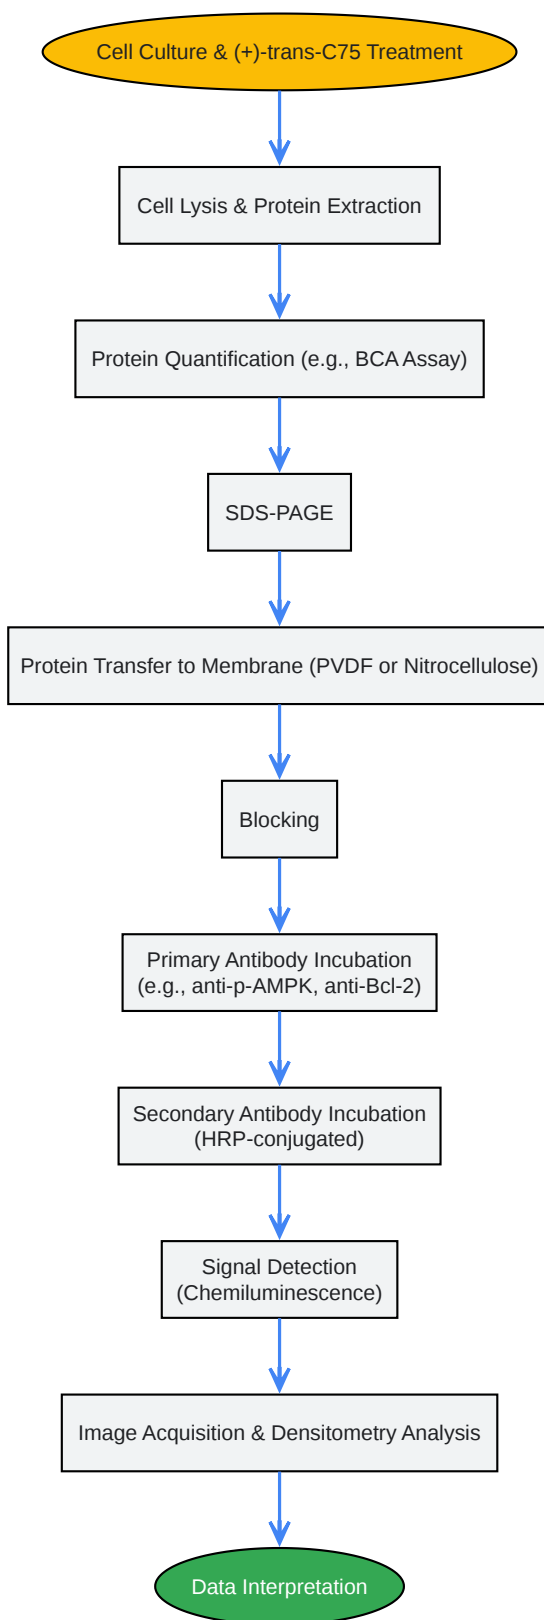 Cell Culture & (+)-trans-C75 Treatment
Cell Lysis & Protein Extraction
Protein Quantification (e.g., BCA Assay)
SDS-PAGE
Protein Transfer to Membrane (PVDF or Nitrocellulose)
Blocking
Primary Antibody Incubation
(e.g., anti-p-AMPK, anti-Bcl-2)
Secondary Antibody Incubation
(HRP-conjugated)
Signal Detection
(Chemiluminescence)
Image Acquisition & Densitometry Analysis
Data Interpretation